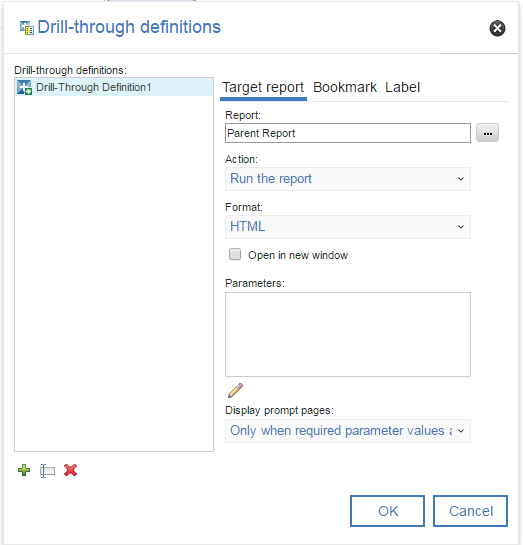 Drill-through definitions
Drill-through definitions:
Drill-Through Definition1
Target report Bookmark Label
Report:
Parent Report
...
Action:
Run the report
Format:
HTML
Open in new window
Parameters:
Display prompt pages:
Only when required parameter values a
OK Cancel